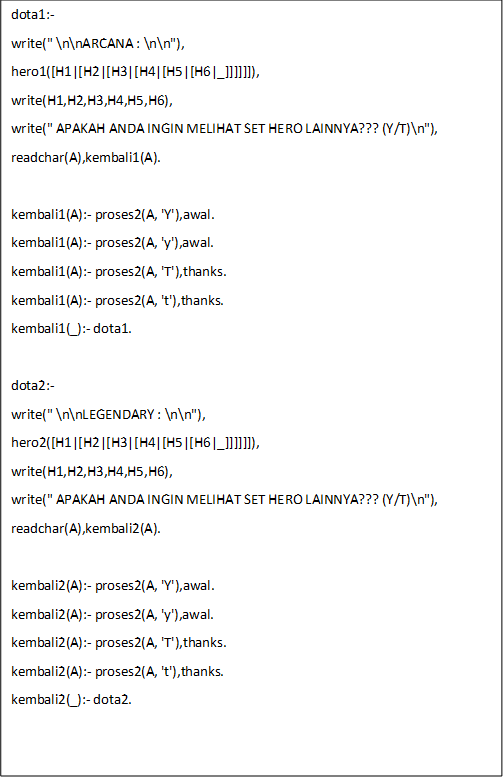 dota1:-
write(" \n\nARCANA : \n\n"),
hero1([H1|[H2|[H3|[H4|[H5|[H6|_]]]]]]),
write(H1,H2,H3,H4,H5,H6),
write(" APAKAH ANDA INGIN MELIHAT SET HERO LAINNYA??? (Y/T)\n"),
readchar(A),kembali1(A).
kembali1(A):- proses2(A, 'Y'),awal.
kembali1(A):- proses2(A, 'y'),awal.
kembali1(A):- proses2(A, 'T'),thanks.
kembali1(A):- proses2(A, 't'),thanks.
kembali1(_):- dota1.
dota2:-
write(" \n\nLEGENDARY : \n\n"),
hero2([H1|[H2|[H3|[H4|[H5|[H6|_]]]]]]),
write(H1,H2,H3,H4,H5,H6),
write(" APAKAH ANDA INGIN MELIHAT SET HERO LAINNYA??? (Y/T)\n"),
readchar(A),kembali2(A).
kembali2(A):- proses2(A, 'Y'),awal.
kembali2(A):- proses2(A, 'y'),awal.
kembali2(A):- proses2(A, 'T'),thanks.
kembali2(A):- proses2(A, 't'),thanks.
kembali2(_):- dota2.